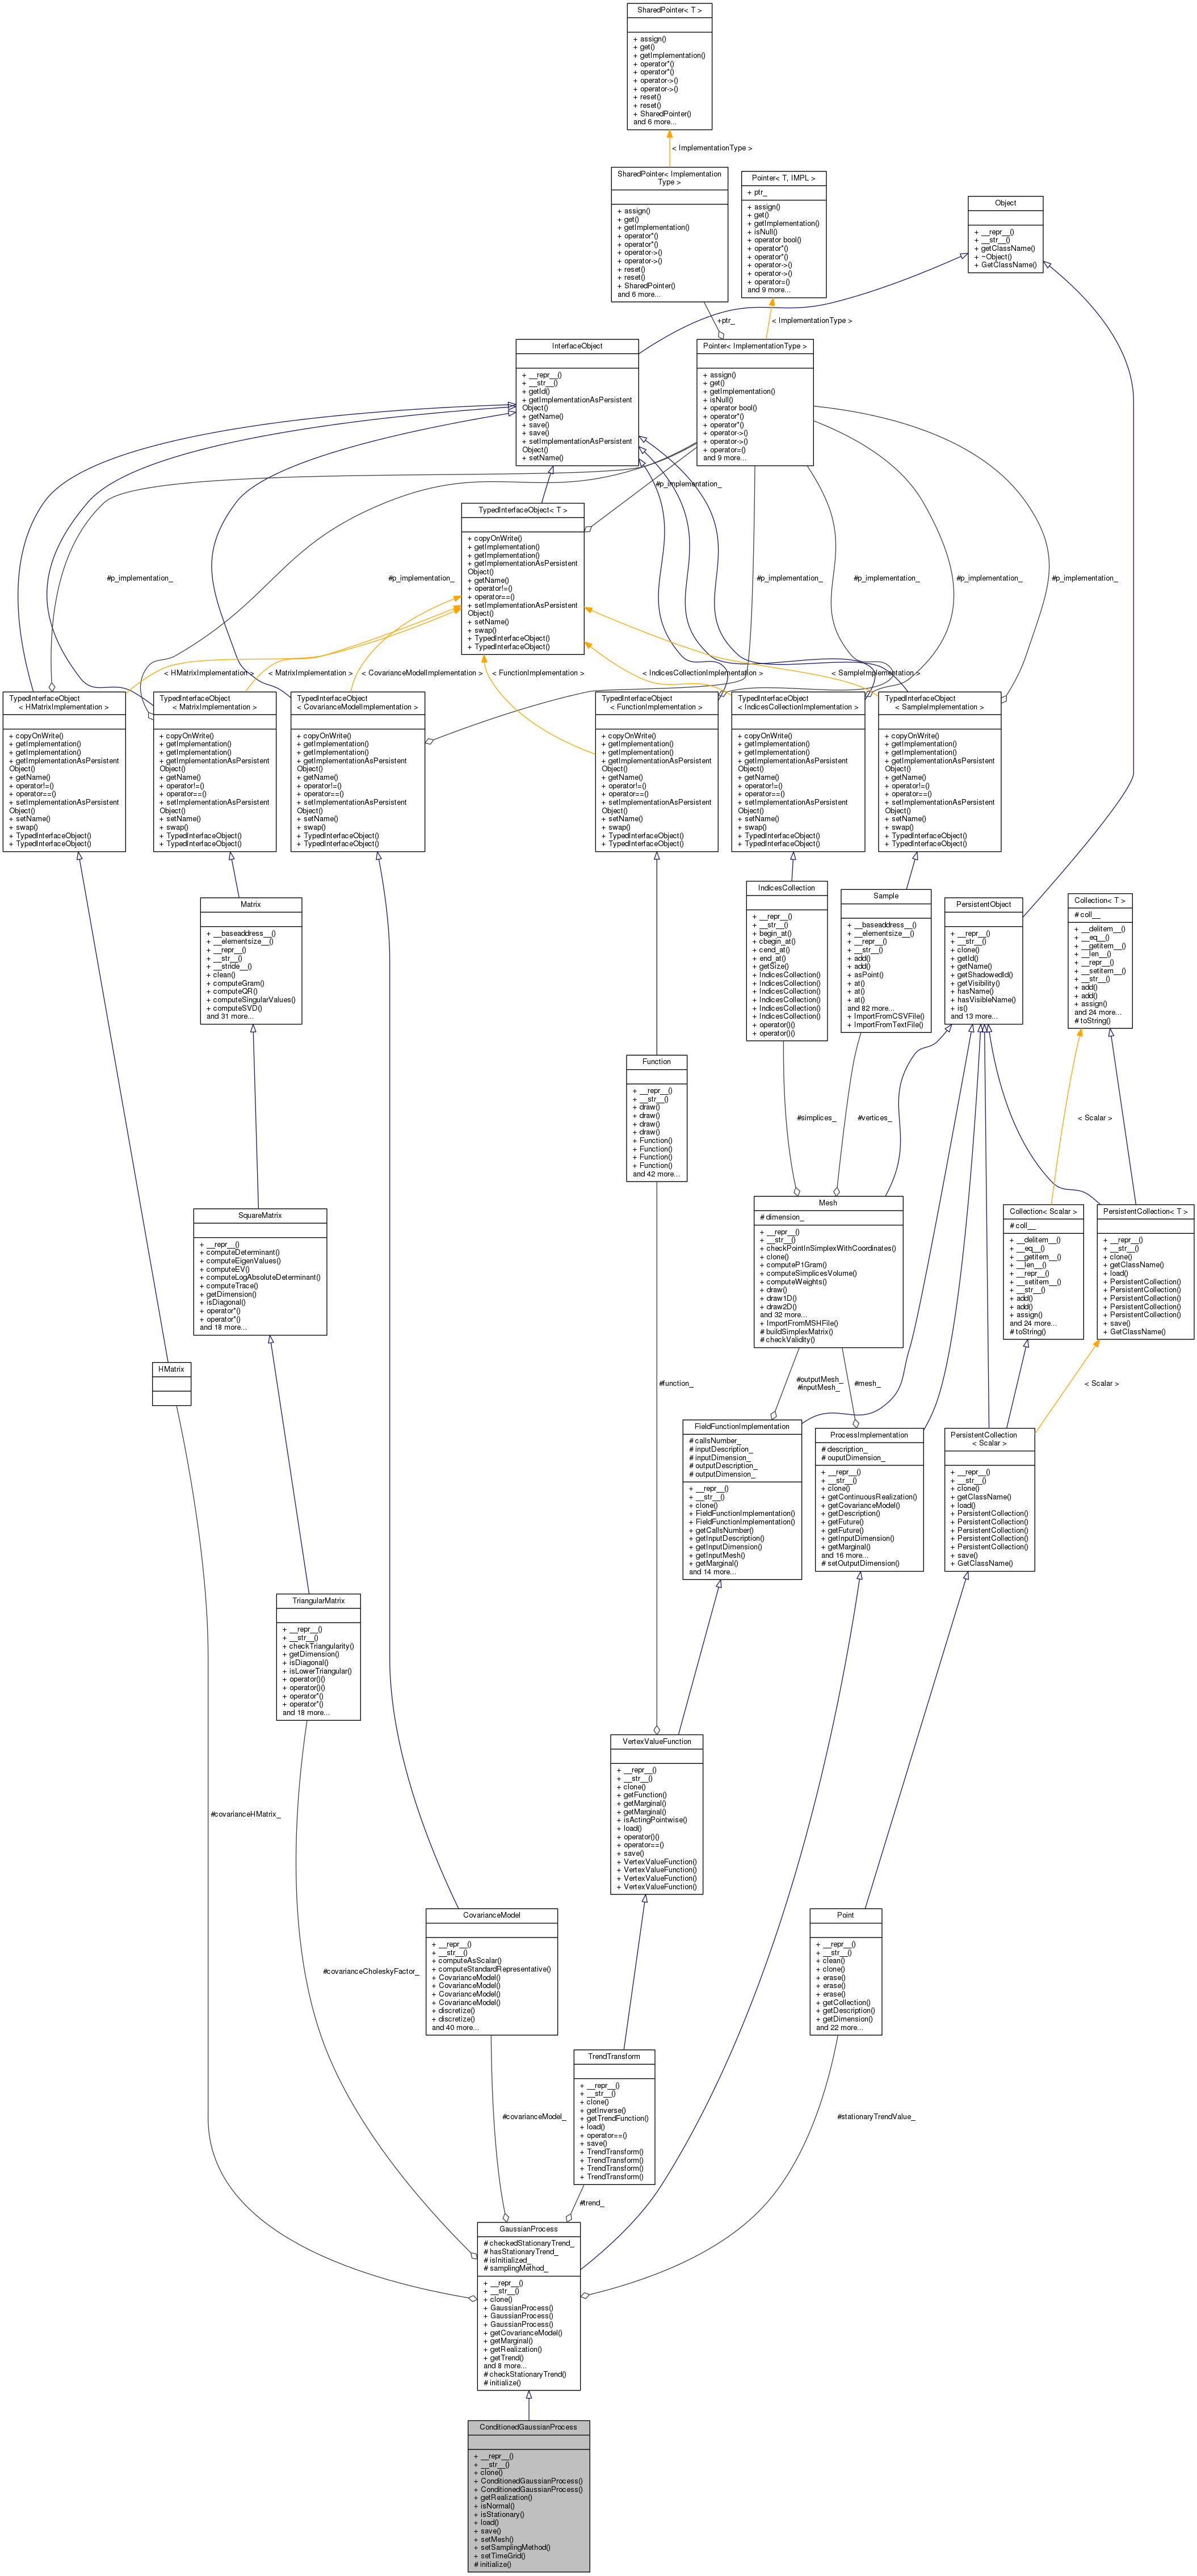 SharedPointer< T >
+ assign()
+ get()
+ getImplementation()
+ operator*()
+ operator*()
+ operator->()
+ operator->()
+ reset()
+ reset()
+ SharedPointer()
and 6 more...
< ImplementationType >
SharedPointer< Implementation
Type >
+ assign()
+ get()
+ getImplementation()
+ operator*()
+ operator*()
+ operator->()
+ operator->()
+ reset()
+ reset()
+ SharedPointer()
and 6 more...
Pointer< T, IMPL >
+ ptr_
+ assign()
+ get()
+ getImplementation()
+ isNull()
+ operator bool()
+ operator*()
+ operator*()
+ operator->()
+ operator->()
+ operator=()
and 9 more...
Object
+ __repr__()
+ __str__()
+ getClassName()
+ ~Object()
+ GetClassName()
+ptr_
< ImplementationType >
InterfaceObject
+ __repr__()
+ __str__()
+ getId()
+ getImplementationAsPersistent
Object()
+ getName()
+ save()
+ save()
+ setImplementationAsPersistent
Object()
+ setName()
Pointer< ImplementationType >
+ assign()
+ get()
+ getImplementation()
+ isNull()
+ operator bool()
+ operator*()
+ operator*()
+ operator->()
+ operator->()
+ operator=()
and 9 more...
#p_implementation_
TypedInterfaceObject< T >
+ copyOnWrite()
+ getImplementation()
+ getImplementation()
+ getImplementationAsPersistent
Object()
+ getName()
+ operator!=()
+ operator==()
+ setImplementationAsPersistent
Object()
+ setName()
+ swap()
+ TypedInterfaceObject()
+ TypedInterfaceObject()
#p_implementation_
#p_implementation_
#p_implementation_
#p_implementation_
#p_implementation_
#p_implementation_
< HMatrixImplementation >
< MatrixImplementation >
< CovarianceModelImplementation >
< FunctionImplementation >
< IndicesCollectionImplementation >
< SampleImplementation >
TypedInterfaceObject
< HMatrixImplementation >
+ copyOnWrite()
+ getImplementation()
+ getImplementation()
+ getImplementationAsPersistent
Object()
+ getName()
+ operator!=()
+ operator==()
+ setImplementationAsPersistent
Object()
+ setName()
+ swap()
+ TypedInterfaceObject()
+ TypedInterfaceObject()
TypedInterfaceObject
< MatrixImplementation >
+ copyOnWrite()
+ getImplementation()
+ getImplementation()
+ getImplementationAsPersistent
Object()
+ getName()
+ operator!=()
+ operator==()
+ setImplementationAsPersistent
Object()
+ setName()
+ swap()
+ TypedInterfaceObject()
+ TypedInterfaceObject()
TypedInterfaceObject
< CovarianceModelImplementation >
+ copyOnWrite()
+ getImplementation()
+ getImplementation()
+ getImplementationAsPersistent
Object()
+ getName()
+ operator!=()
+ operator==()
+ setImplementationAsPersistent
Object()
+ setName()
+ swap()
+ TypedInterfaceObject()
+ TypedInterfaceObject()
TypedInterfaceObject
< FunctionImplementation >
+ copyOnWrite()
+ getImplementation()
+ getImplementation()
+ getImplementationAsPersistent
Object()
+ getName()
+ operator!=()
+ operator==()
+ setImplementationAsPersistent
Object()
+ setName()
+ swap()
+ TypedInterfaceObject()
+ TypedInterfaceObject()
TypedInterfaceObject
< IndicesCollectionImplementation >
+ copyOnWrite()
+ getImplementation()
+ getImplementation()
+ getImplementationAsPersistent
Object()
+ getName()
+ operator!=()
+ operator==()
+ setImplementationAsPersistent
Object()
+ setName()
+ swap()
+ TypedInterfaceObject()
+ TypedInterfaceObject()
TypedInterfaceObject
< SampleImplementation >
+ copyOnWrite()
+ getImplementation()
+ getImplementation()
+ getImplementationAsPersistent
Object()
+ getName()
+ operator!=()
+ operator==()
+ setImplementationAsPersistent
Object()
+ setName()
+ swap()
+ TypedInterfaceObject()
+ TypedInterfaceObject()
Matrix
+ __baseaddress__()
+ __elementsize__()
+ __repr__()
+ __str__()
+ __stride__()
+ clean()
+ computeGram()
+ computeQR()
+ computeSingularValues()
+ computeSVD()
and 31 more...
IndicesCollection
+ __repr__()
+ __str__()
+ begin_at()
+ cbegin_at()
+ cend_at()
+ end_at()
+ getSize()
+ IndicesCollection()
+ IndicesCollection()
+ IndicesCollection()
+ IndicesCollection()
+ IndicesCollection()
+ IndicesCollection()
+ operator()()
+ operator()()
Sample
+ __baseaddress__()
+ __elementsize__()
+ __repr__()
+ __str__()
+ add()
+ add()
+ asPoint()
+ at()
+ at()
+ at()
and 82 more...
+ ImportFromCSVFile()
+ ImportFromTextFile()
PersistentObject
+ __repr__()
+ __str__()
+ clone()
+ getId()
+ getName()
+ getShadowedId()
+ getVisibility()
+ hasName()
+ hasVisibleName()
+ is()
and 13 more...
Collection< T >
# coll__
+ __delitem__()
+ __eq__()
+ __getitem__()
+ __len__()
+ __repr__()
+ __setitem__()
+ __str__()
+ add()
+ add()
+ assign()
and 24 more...
# toString()
Function
+ __repr__()
+ __str__()
+ draw()
+ draw()
+ draw()
+ draw()
+ Function()
+ Function()
+ Function()
+ Function()
and 42 more...
#simplices_
#vertices_
< Scalar >
SquareMatrix
+ __repr__()
+ computeDeterminant()
+ computeEigenValues()
+ computeEV()
+ computeLogAbsoluteDeterminant()
+ computeTrace()
+ getDimension()
+ isDiagonal()
+ operator*()
+ operator*()
and 18 more...
Mesh
# dimension_
+ __repr__()
+ __str__()
+ checkPointInSimplexWithCoordinates()
+ clone()
+ computeP1Gram()
+ computeSimplicesVolume()
+ computeWeights()
+ draw()
+ draw1D()
+ draw2D()
and 32 more...
+ ImportFromMSHFile()
# buildSimplexMatrix()
# checkValidity()
Collection< Scalar >
# coll__
+ __delitem__()
+ __eq__()
+ __getitem__()
+ __len__()
+ __repr__()
+ __setitem__()
+ __str__()
+ add()
+ add()
+ assign()
and 24 more...
# toString()
PersistentCollection< T >
+ __repr__()
+ __str__()
+ clone()
+ getClassName()
+ load()
+ PersistentCollection()
+ PersistentCollection()
+ PersistentCollection()
+ PersistentCollection()
+ PersistentCollection()
+ save()
+ GetClassName()
HMatrix
#function_
#outputMesh_
#inputMesh_
#mesh_
< Scalar >
FieldFunctionImplementation
# callsNumber_
# inputDescription_
# inputDimension_
# outputDescription_
# outputDimension_
+ __repr__()
+ __str__()
+ clone()
+ FieldFunctionImplementation()
+ FieldFunctionImplementation()
+ getCallsNumber()
+ getInputDescription()
+ getInputDimension()
+ getInputMesh()
+ getMarginal()
and 14 more...
ProcessImplementation
# description_
# ouputDimension_
+ __repr__()
+ __str__()
+ clone()
+ getContinuousRealization()
+ getCovarianceModel()
+ getDescription()
+ getFuture()
+ getFuture()
+ getInputDimension()
+ getMarginal()
and 16 more...
# setOutputDimension()
PersistentCollection
< Scalar >
+ __repr__()
+ __str__()
+ clone()
+ getClassName()
+ load()
+ PersistentCollection()
+ PersistentCollection()
+ PersistentCollection()
+ PersistentCollection()
+ PersistentCollection()
+ save()
+ GetClassName()
TriangularMatrix
+ __repr__()
+ __str__()
+ checkTriangularity()
+ getDimension()
+ isDiagonal()
+ isLowerTriangular()
+ operator()()
+ operator()()
+ operator*()
+ operator*()
and 18 more...
VertexValueFunction
+ __repr__()
+ __str__()
+ clone()
+ getFunction()
+ getMarginal()
+ getMarginal()
+ isActingPointwise()
+ load()
+ operator()()
+ operator==()
+ save()
+ VertexValueFunction()
+ VertexValueFunction()
+ VertexValueFunction()
+ VertexValueFunction()
#covarianceHMatrix_
CovarianceModel
+ __repr__()
+ __str__()
+ computeAsScalar()
+ computeStandardRepresentative()
+ CovarianceModel()
+ CovarianceModel()
+ CovarianceModel()
+ CovarianceModel()
+ discretize()
+ discretize()
and 40 more...
Point
+ __repr__()
+ __str__()
+ clean()
+ clone()
+ erase()
+ erase()
+ erase()
+ getCollection()
+ getDescription()
+ getDimension()
and 22 more...
#covarianceCholeskyFactor_
TrendTransform
+ __repr__()
+ __str__()
+ clone()
+ getInverse()
+ getTrendFunction()
+ load()
+ operator==()
+ save()
+ TrendTransform()
+ TrendTransform()
+ TrendTransform()
+ TrendTransform()
#covarianceModel_
#stationaryTrendValue_
#trend_
GaussianProcess
# checkedStationaryTrend_
# hasStationaryTrend_
# isInitialized_
# samplingMethod_
+ __repr__()
+ __str__()
+ clone()
+ GaussianProcess()
+ GaussianProcess()
+ GaussianProcess()
+ getCovarianceModel()
+ getMarginal()
+ getRealization()
+ getTrend()
and 8 more...
# checkStationaryTrend()
# initialize()
ConditionedGaussianProcess
+ __repr__()
+ __str__()
+ clone()
+ ConditionedGaussianProcess()
+ ConditionedGaussianProcess()
+ getRealization()
+ isNormal()
+ isStationary()
+ load()
+ save()
+ setMesh()
+ setSamplingMethod()
+ setTimeGrid()
# initialize()